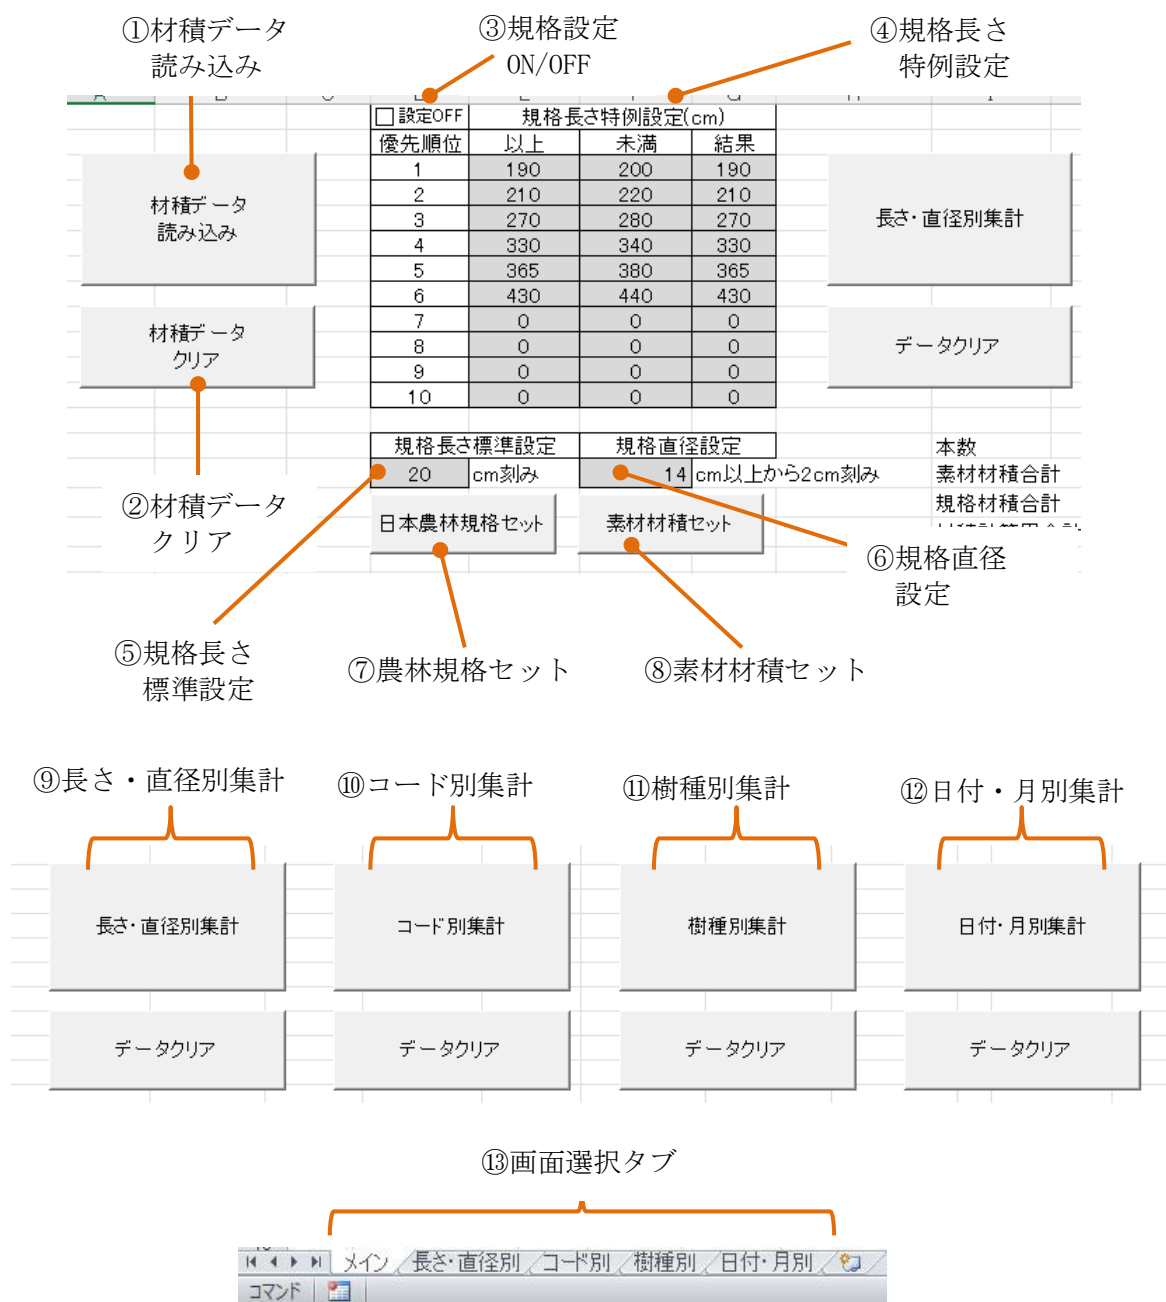 ①材積データ
読み込み
③規格設定
ON/OFF
④規格長さ
特例設定
□設定OFF 規格長さ特例設定(cm)
優先順位 以上 未満 結果
1 190 200 190
2 210 220 210
3 270 280 270
4 330 340 330
5 365 380 365
6 430 440 430
7 0 0 0
8 0 0 0
9 0 0 0
10 0 0 0
材積データ
読み込み
材積データ
クリア
長さ・直径別集計
データクリア
規格長さ標準設定 規格直径設定
20 cm刻み 14 cm以上から2cm刻み
日本農林規格セット 素材材積セット
本数
素材材積合計
規格材積合計
②材積データ
クリア
⑥規格直径
設定
⑤規格長さ
標準設定
⑦農林規格セット
⑧素材材積セット
⑨長さ・直径別集計
⑩コード別集計
⑪樹種別集計
⑫日付・月別集計
長さ・直径別集計 コード別集計 樹種別集計 日付・月別集計
データクリア データクリア データクリア データクリア
⑬画面選択タブ
メイン 長さ・直径別 コード別 樹種別 日付・月別
コマンド